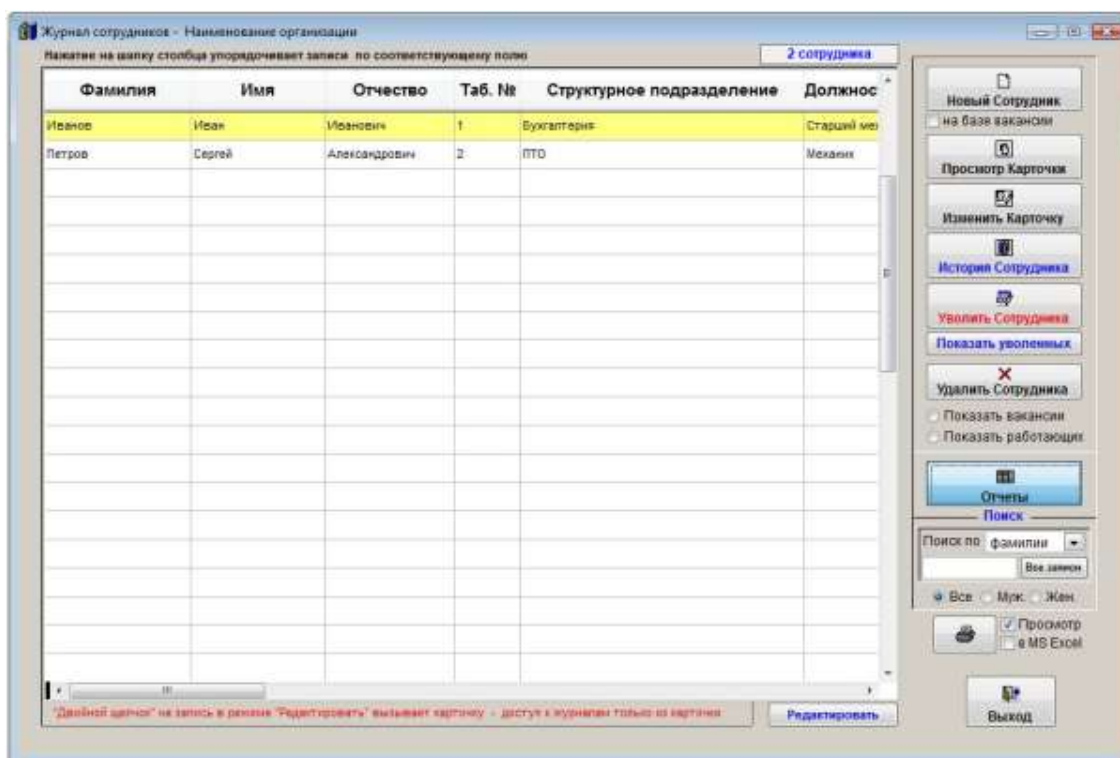 Журнал сотрудников - Наименование организации
Нажатие на шапку столбца упорядочивает записи по соответствующему полю
2 сотрудника
Фамилия Имя Отчество Таб. № Структурное подразделение Должнос
Иванов Иван Иванович 1 Бухгалтерия Старший мех
Петров Сергей Александрович 2 ПТО Механик
Новый Сотрудник
на базе вакансии
Просмотр Карточки
Изменить Карточку
История Сотрудника
Уволить Сотрудника
Показать уволенных
Удалить Сотрудника
Показать вакансии
Показать работающих
Отчеты
Поиск
Поиск по фамилии
Все записи
Все Муж. Жен.
Просмотр
в MS Excel
"Двойной щелчок" на запись в режиме "Редактировать" вызывает карточку - доступ к журналам только из карточки
Редактировать
Выход